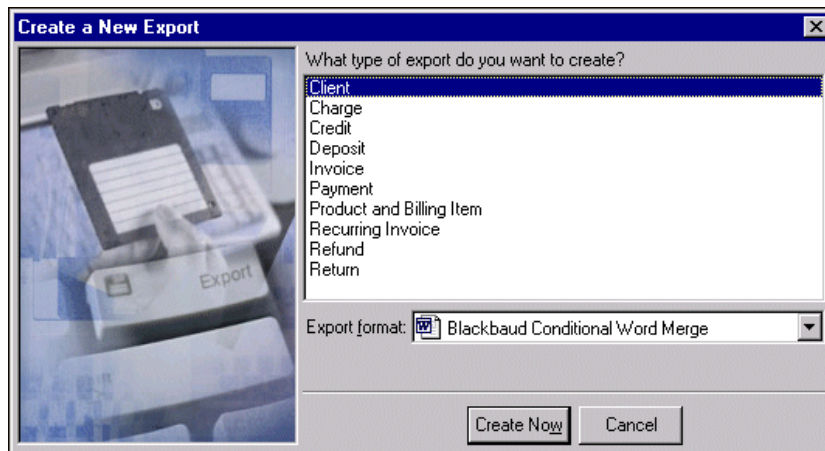 Create a New Export
What type of export do you want to create?
Client
Charge
Credit
Deposit
Invoice
Payment
Product and Billing Item
Recurring Invoice
Refund
Return
Export
Export format: Blackbaud Conditional Word Merge
Create Now Cancel